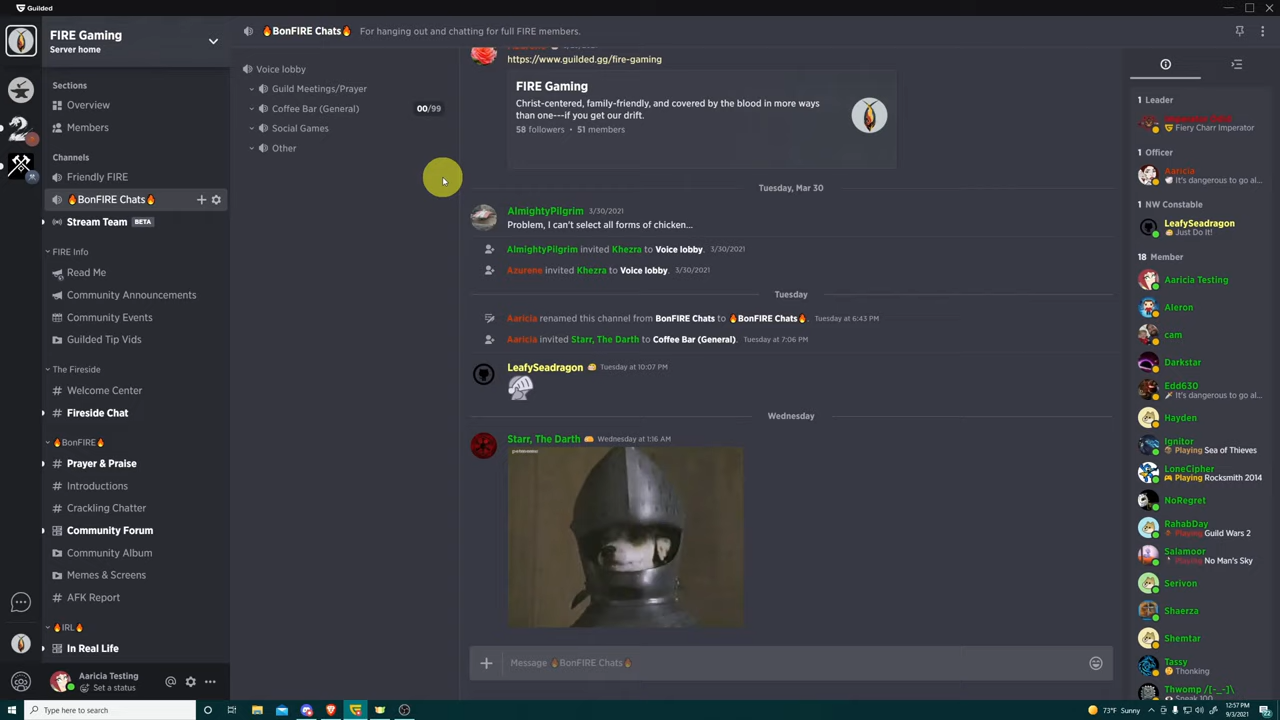 Guilded
FIRE Gaming
Server home
Sections
Overview
Members
Channels
Friendly FIRE
🔥BonFIRE Chats🔥
Stream Team BETA
FIRE Info
Read Me
Community Announcements
Community Events
Guilded Tip Vids
The Fireside
# Welcome Center
# Fireside Chat
🔥BonFIRE🔥
# Prayer & Praise
# Introductions
# Crackling Chatter
Community Forum
Community Album
Memes & Screens
# AFK Report
🔥IRL🔥
# In Real Life
Aaricia Testing
Set a status
🔥BonFIRE Chats🔥 For hanging out and chatting for full FIRE members.
Voice lobby
Guild Meetings/Prayer
Coffee Bar (General) 00/99
Social Games
Other
https://www.guilded.gg/fire-gaming
FIRE Gaming
Christ-centered, family-friendly, and covered by the blood in more ways
than one---if you get our drift.
58 followers • 51 members
Tuesday, Mar 30
AlmightyPilgrim 3/30/2021
Problem, I can't select all forms of chicken...
AlmightyPilgrim invited Khezra to Voice lobby. 3/30/2021
Azurene invited Khezra to Voice lobby. 3/30/2021
Tuesday
Aaricia renamed this channel from BonFIRE Chats to 🔥BonFIRE Chats🔥. Tuesday at 6:43 PM
Aaricia invited Starr, The Darth to Coffee Bar (General). Tuesday at 7:06 PM
LeafySeadragon Tuesday at 10:07 PM
Wednesday
Starr, The Darth Wednesday at 1:16 AM
Message 🔥BonFIRE Chats🔥
1 Leader
Fiery Charr Imperator
1 Officer
Aaricia
It's dangerous to go al...
1 NW Constable
LeafySeadragon
Just Do It!
18 Member
Aaricia Testing
Aleron
cam
Darkstar
Edd630
It's dangerous to go al...
Hayden
Ignitor
Playing Sea of Thieves
LoneCipher
Playing Rocksmith 2014
NoRegret
RahabDay
Playing Guild Wars 2
Salamoor
Playing No Man's Sky
Serivon
Shaerza
Shemtar
Tassy
Thonking
Thwomp /[-_-]\
Speak 100
Type here to search
73°F Sunny
12:57 PM
9/3/2021